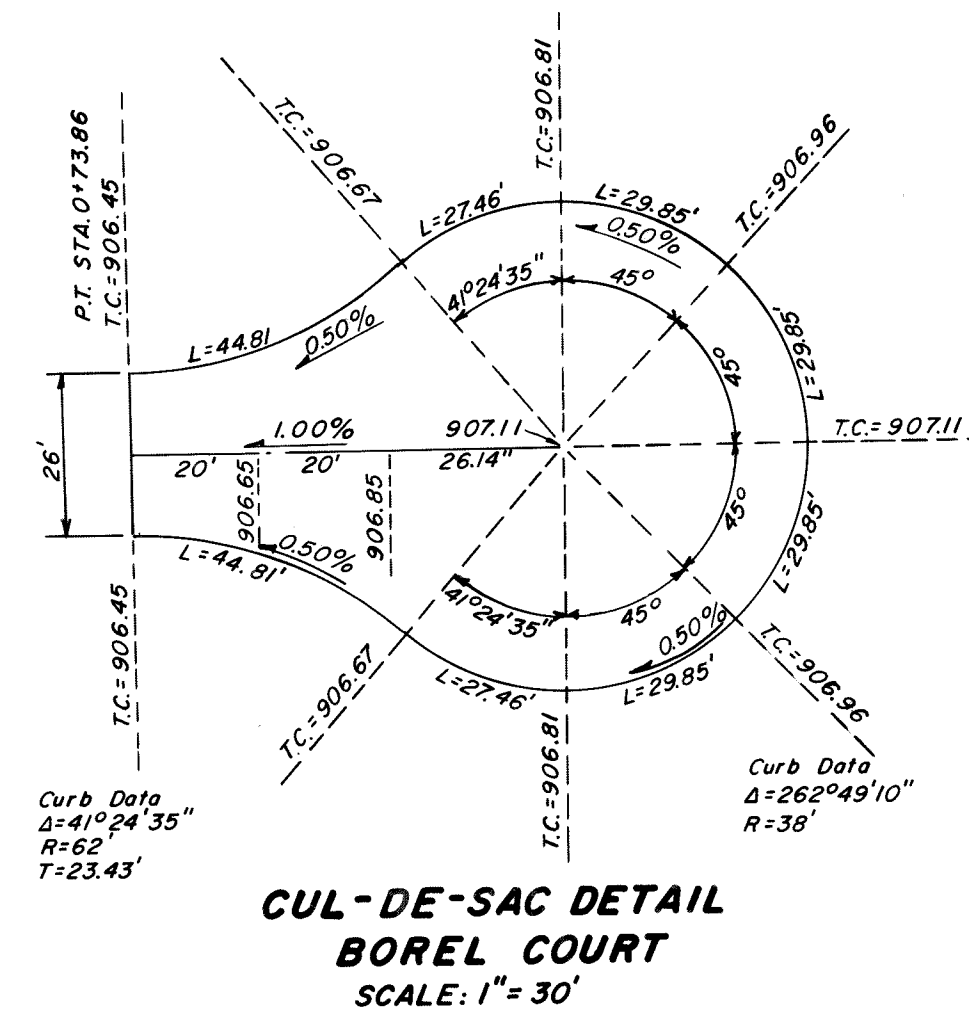 P.T. STA. 0+73.86
T.C.=906.45
T.C.=906.67
T.C.=906.81
T.C.=906.96
L=27.46'
L=29.85'
0.50%
41°24'35"
45°
0.50%
L=44.81
45°
L=29.85'
26'
1.00%
907.11
T.C.=907.11
20'
20'
26.14"
906.65
906.85
45°
L=29.85'
0.50%
L=44.81'
41°24'35"
45°
0.50%
T.C.=906.45
T.C.=906.67
L=27.46'
L=29.85'
T.C.=906.81
T.C.=906.96
Curb Data
Δ=41°24'35"
R=62'
T=23.43'
Curb Data
Δ=262°49'10"
R=38'
CUL-DE-SAC DETAIL
BOREL COURT
SCALE: 1"=30'